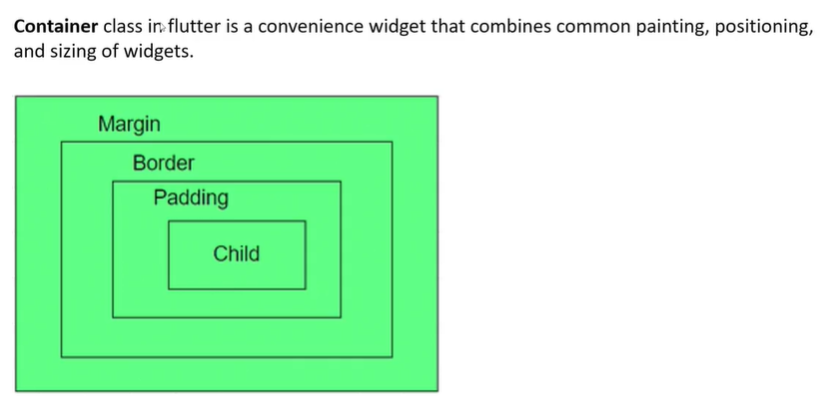 Container class in flutter is a convenience widget that combines common painting, positioning,
and sizing of widgets.
Margin
Border
Padding
Child